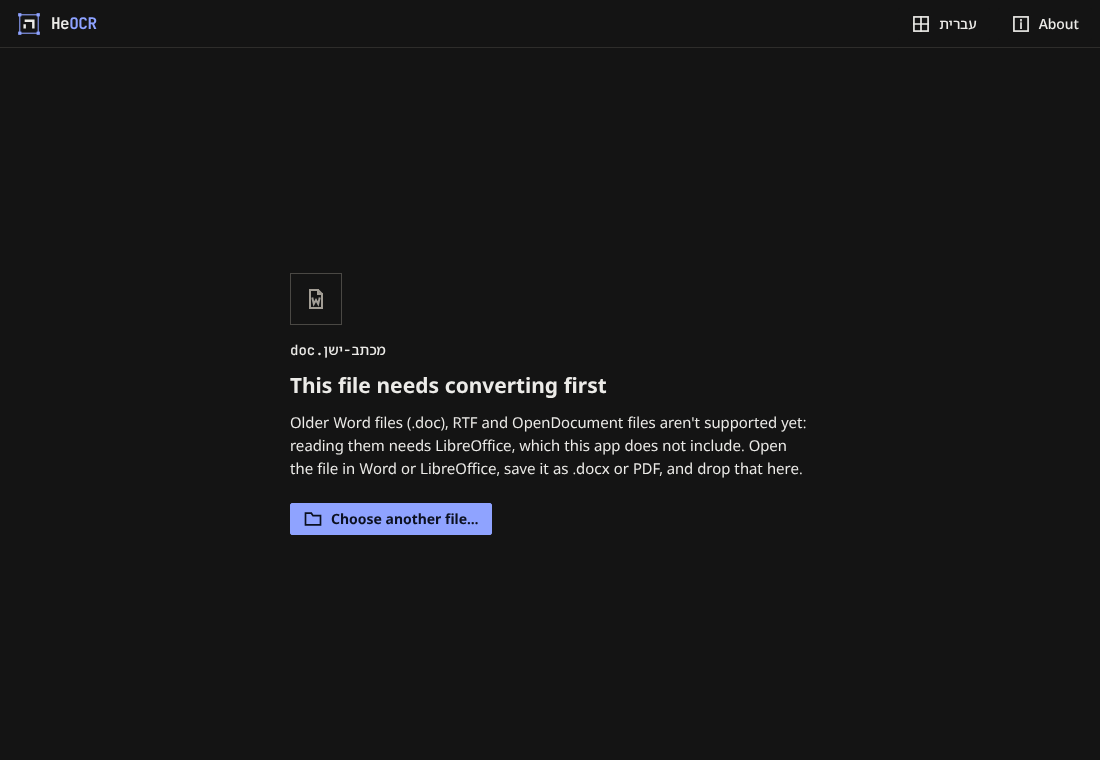 HeOCR
עברית
About
מכתב-ישן.doc
This file needs converting first
Older Word files (.doc), RTF and OpenDocument files aren't supported yet:
reading them needs LibreOffice, which this app does not include. Open
the file in Word or LibreOffice, save it as .docx or PDF, and drop that here.
Choose another file…